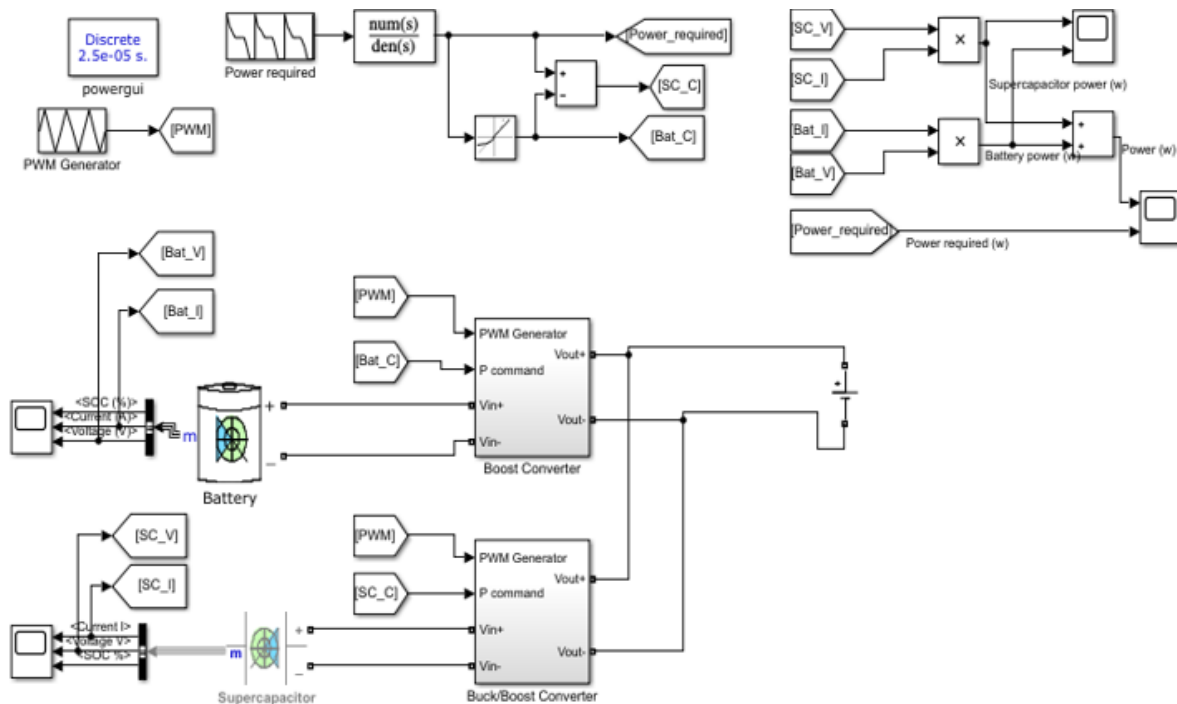 Discrete
2.5e-05 s.
powergui
[PWM]
PWM Generator
Power required
num(s)
den(s)
[Power_required]
+
−
[SC_C]
[Bat_C]
[SC_V]
[SC_I]
×
Supercapacitor power (w)
[Bat_I]
[Bat_V]
×
Battery power (w)
+
+
Power (w)
[Power_required]
Power required (w)
[Bat_V]
[Bat_I]
<SOC (%)>
<Current (A)>
<Voltage (V)>
m
+
−
Battery
[PWM]
[Bat_C]
PWM Generator
P command
Vin+
Vin-
Vout+
Vout-
Boost Converter
+
[SC_V]
[SC_I]
<Current I>
<Voltage V>
<SOC %>
m
+
−
Supercapacitor
[PWM]
[SC_C]
PWM Generator
P command
Vin+
Vin-
Vout+
Vout-
Buck/Boost Converter